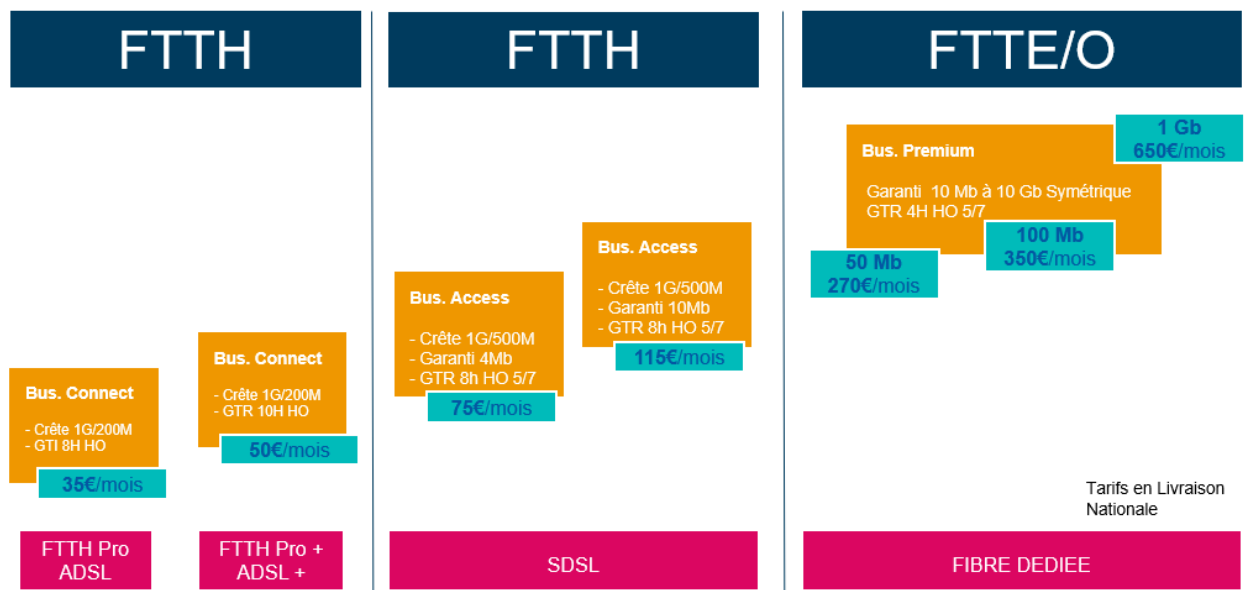 FTTH
Bus. Connect
- Crête 1G/200M
- GTI 8H HO
35€/mois
FTTH Pro
ADSL
Bus. Connect
- Crête 1G/200M
- GTR 10H HO
50€/mois
FTTH Pro +
ADSL +
FTTH
Bus. Access
- Crête 1G/500M
- Garanti 4Mb
- GTR 8h HO 5/7
75€/mois
Bus. Access
- Crête 1G/500M
- Garanti 10Mb
- GTR 8h HO 5/7
115€/mois
SDSL
FTTE/O
Bus. Premium
Garanti 10 Mb à 10 Gb Symétrique
GTR 4H HO 5/7
50 Mb
270€/mois
100 Mb
350€/mois
1 Gb
650€/mois
Tarifs en Livraison
Nationale
FIBRE DEDIEE